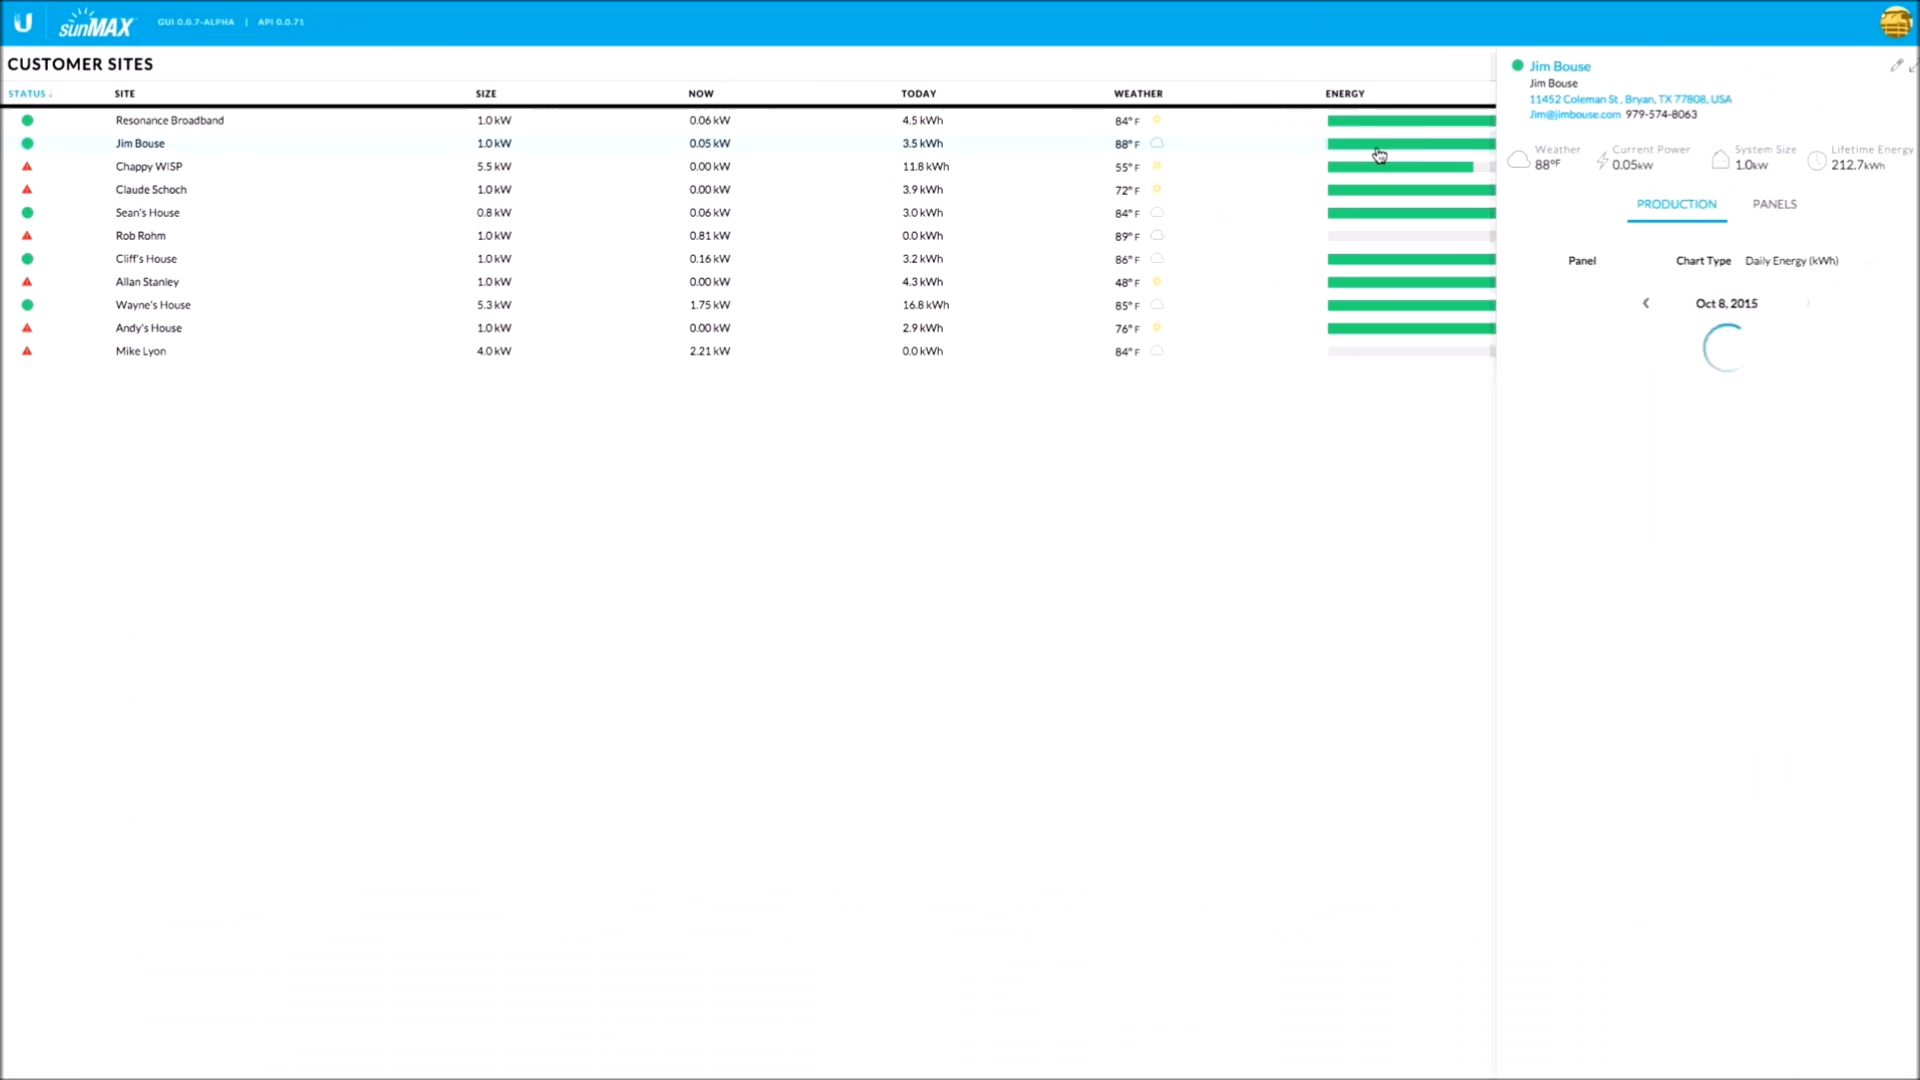 sunMAX GUI 0.0.7-ALPHA | API 0.0.71
CUSTOMER SITES
STATUS↓ SITE SIZE NOW TODAY WEATHER ENERGY
Resonance Broadband 1.0 kW 0.06 kW 4.5 kWh 84° F
Jim Bouse 1.0 kW 0.05 kW 3.5 kWh 88° F
Chappy WISP 5.5 kW 0.00 kW 11.8 kWh 55° F
Claude Schoch 1.0 kW 0.00 kW 3.9 kWh 72° F
Sean's House 0.8 kW 0.06 kW 3.0 kWh 84° F
Rob Rohm 1.0 kW 0.81 kW 0.0 kWh 89° F
Cliff's House 1.0 kW 0.16 kW 3.2 kWh 86° F
Allan Stanley 1.0 kW 0.00 kW 4.3 kWh 48° F
Wayne's House 5.3 kW 1.75 kW 16.8 kWh 85° F
Andy's House 1.0 kW 0.00 kW 2.9 kWh 76° F
Mike Lyon 4.0 kW 2.21 kW 0.0 kWh 84° F
Jim Bouse
Jim Bouse
11452 Coleman St , Bryan, TX 77808, USA
Jim@jimbouse.com 979-574-8063
Weather Current Power System Size Lifetime Energy
88°F 0.05kW 1.0kW 212.7kWh
PRODUCTION PANELS
Panel Chart Type Daily Energy (kWh)
Oct 8, 2015